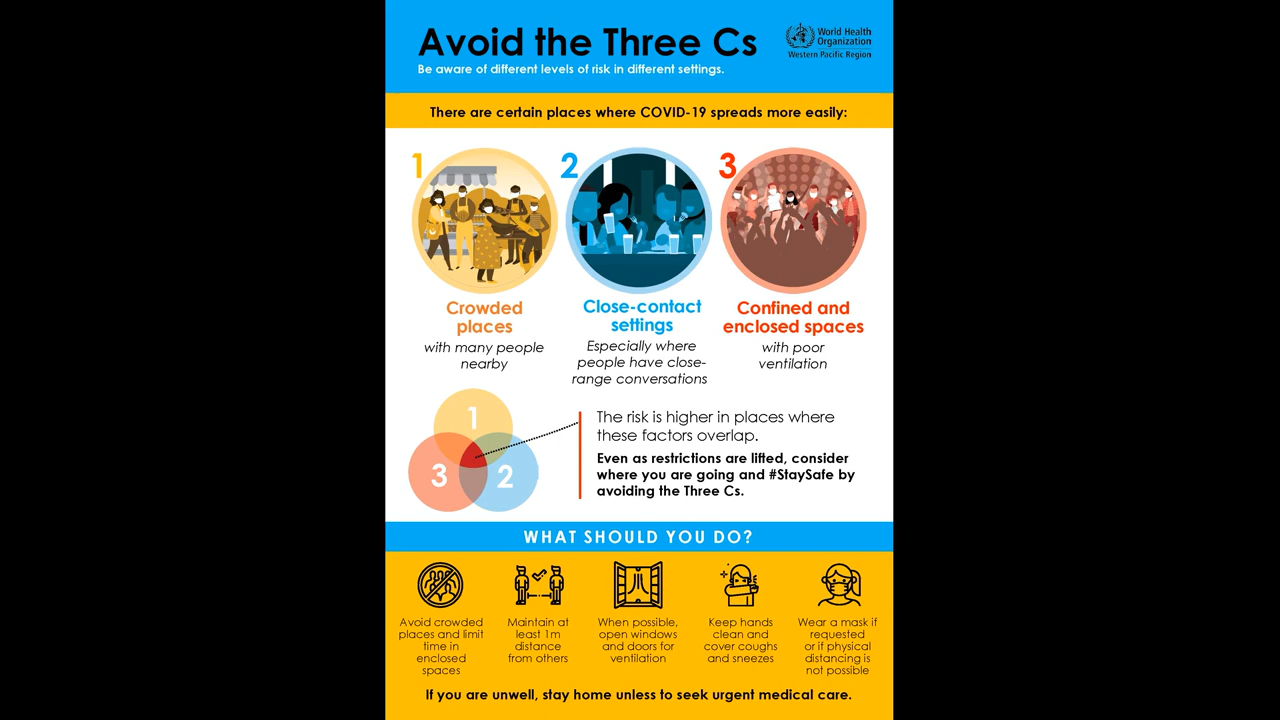 Avoid the Three Cs
Be aware of different levels of risk in different settings.
World Health
Organization
Western Pacific Region
There are certain places where COVID-19 spreads more easily:
1
Crowded
places
with many people
nearby
2
Close-contact
settings
Especially where
people have close-
range conversations
3
Confined and
enclosed spaces
with poor
ventilation
1
3
2
The risk is higher in places where
these factors overlap.
Even as restrictions are lifted, consider
where you are going and #StaySafe by
avoiding the Three Cs.
WHAT SHOULD YOU DO?
Avoid crowded
places and limit
time in
enclosed
spaces
Maintain at
least 1m
distance
from others
When possible,
open windows
and doors for
ventilation
Keep hands
clean and
cover coughs
and sneezes
Wear a mask if
requested
or if physical
distancing is
not possible
If you are unwell, stay home unless to seek urgent medical care.